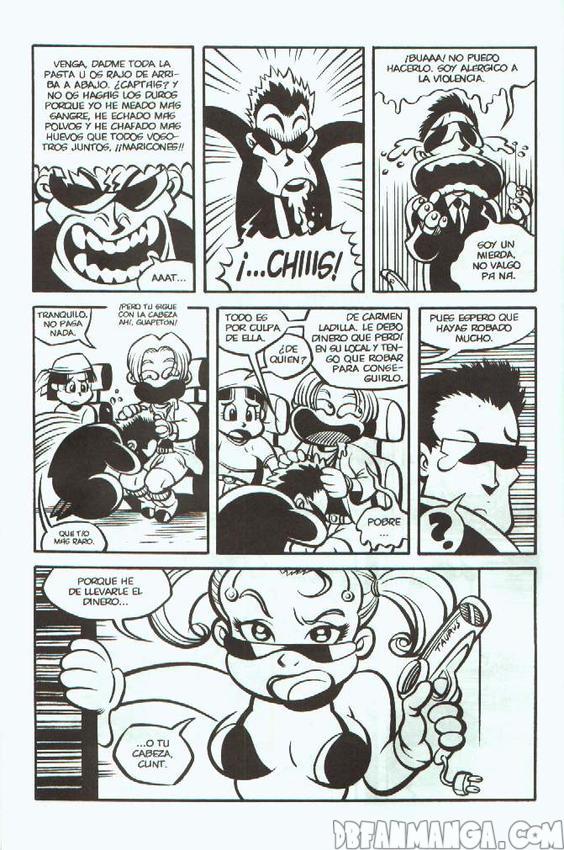 VENGA, DADME TODA LA
PASTA U OS RAJO DE ARRI-
BA A ABAJO. ¿CAPTÁIS? Y
NO OS HAGÁIS LOS DUROS
PORQUE YO HE MEADO MÁS
SANGRE, HE ECHADO MÁS
POLVOS Y HE CHAFADO MÁS
HUEVOS QUE TODOS VOSO-
TROS JUNTOS, ¡¡MARICONES!!
AAAT...
¡...CHIIIS!
¡BUAAA! NO PUEDO
HACERLO. SOY ALÉRGICO A
LA VIOLENCIA.
SOY UN
MIERDA,
NO VALGO
PA NA.
TRANQUILO.
NO PASA
NADA.
¡PERO TÚ SIGUE
CON LA CABEZA
AHÍ, GUAPETÓN!
QUÉ TÍO
MÁS RARO.
TODO ES
POR CULPA
DE ELLA.
¿DE
QUIÉN?
DE CARMEN
LADILLA. LE DEBO
DINERO QUE PERDÍ
EN SU LOCAL Y TEN-
GO QUE ROBAR
PARA CONSE-
GUIRLO.
POBRE
...
PUES ESPERO QUE
HAYAS ROBADO
MUCHO.
?
PORQUE HE
DE LLEVARLE EL
DINERO...
TAURUS
...O TU
CABEZA,
CLINT.
DBFANMANGA.COM